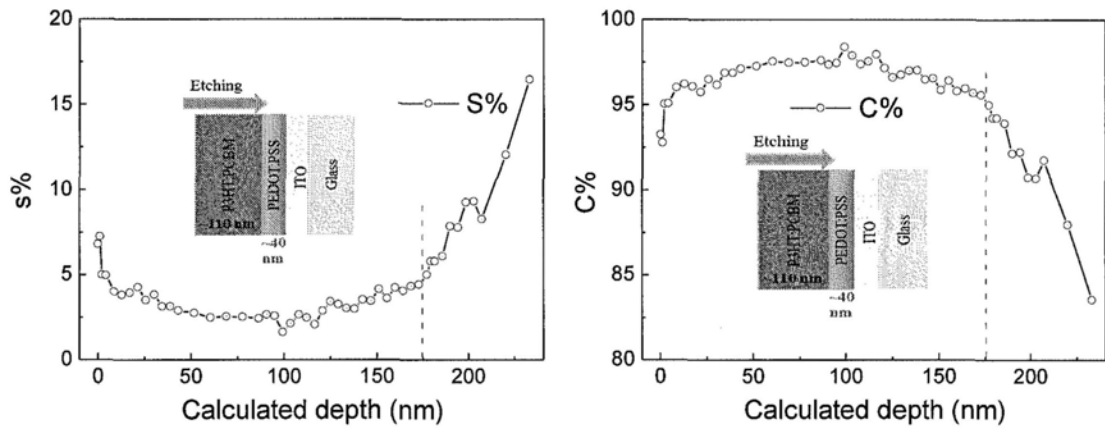 20
15
10
5
0
s%
Etching
S%
P3HT:PCBM
~110 nm
PEDOT:PSS
~40
nm
ITO
Glass
0 50 100 150 200
Calculated depth (nm)
100
95
90
85
80
C%
C%
Etching
P3HT:PCBM
~110 nm
PEDOT:PSS
~40
nm
ITO
Glass
0 50 100 150 200
Calculated depth (nm)